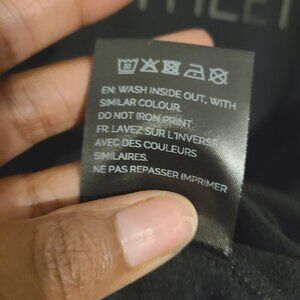 EN: WASH INSIDE OUT, WITH
SIMILAR COLOUR.
DO NOT IRON PRINT.
FR: LAVEZ SUR L'INVERSE
AVEC DES COULEURS
SIMILAIRES.
NE PAS REPASSER IMPRIMER